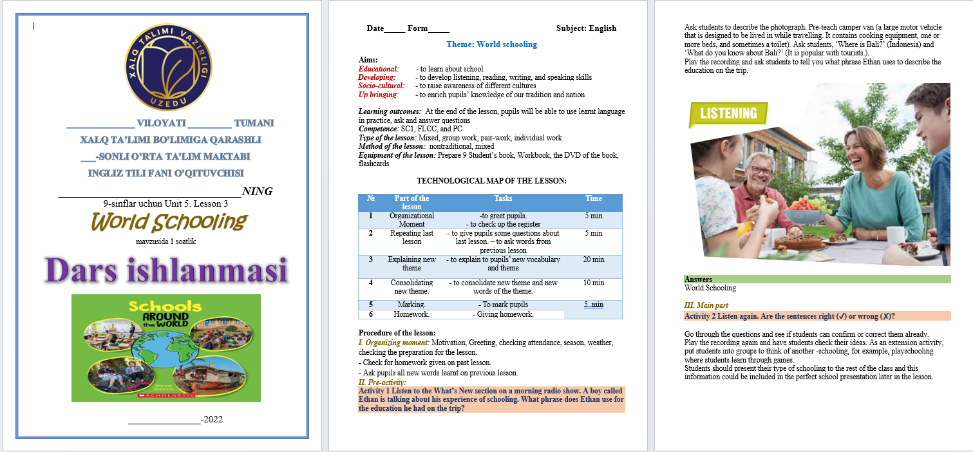 XALQ TA'LIMI VAZIRLIGI
UZEDU
____________ VILOYATI ________ TUMANI
XALQ TA'LIMI BO'LIMIGA QARASHLI
___-SONLI O'RTA TA'LIM MAKTABI
INGLIZ TILI FANI O'QITUVCHISI
______________________________NING
9-sinflar uchun Unit 5. Lesson 3
World Schooling
mavzusida 1 soatlik
Dars ishlanmasi
Schools
AROUND
the WORLD
SCHOLASTIC
______________-2022
Date_____ Form_____ Subject: English
Theme: World schooling
Aims:
Educational: - to learn about school
Developing: - to develop listening, reading, writing, and speaking skills
Socio-cultural: - to raise awareness of different cultures
Up bringing: - to enrich pupils' knowledge of our tradition and nation
Learning outcomes: At the end of the lesson, pupils will be able to use learnt language
in practice, ask and answer questions
Competence: SC1, FLCC, and PC
Type of the lesson: Mixed, group work, pair-work, individual work
Method of the lesson: nontraditional, mixed
Equipment of the lesson: Prepare 9 Student's book, Workbook, the DVD of the book,
flashcards
TECHNOLOGICAL MAP OF THE LESSON:
№ Part of the lesson Tasks Time
1 Organizational Moment -to greet pupils. - to check up the register 5 min
2 Repeating last lesson - to give pupils some questions about last lesson. – to ask words from previous lesson 5 min
3 Explaining new theme - to explain to pupils' new vocabulary and theme 20 min
4 Consolidating new theme. - to consolidate new theme and new words of the theme. 10 min
5 Marking. - To mark pupils 5 min
6 Homework. - Giving homework.
Procedure of the lesson:
I. Organizing moment: Motivation, Greeting, checking attendance, season, weather,
checking the preparation for the lesson.
- Check for homework given on past lesson.
- Ask pupils all new words learnt on previous lesson.
II. Pre-activity:
Activity 1 Listen to the What's New section on a morning radio show. A boy called
Ethan is talking about his experience of schooling. What phrase does Ethan use for
the education he had on the trip?
Ask students to describe the photograph. Pre-teach camper van (a large motor vehicle
that is designed to be lived in while travelling. It contains cooking equipment, one or
more beds, and sometimes a toilet). Ask students, 'Where is Bali?' (Indonesia) and
'What do you know about Bali?' (It is popular with tourists.).
Play the recording and ask students to tell you what phrase Ethan uses to describe the
education on the trip.
LISTENING
Answers
World Schooling
III. Main part
Activity 2 Listen again. Are the sentences right (✓) or wrong (✗)?
Go through the questions and see if students can confirm or correct them already.
Play the recording again and have students check their ideas. As an extension activity,
put students into groups to think of another -schooling, for example, playschooling
where students learn through games.
Students should present their type of schooling to the rest of the class and this
information could be included in the perfect school presentation later in the lesson.